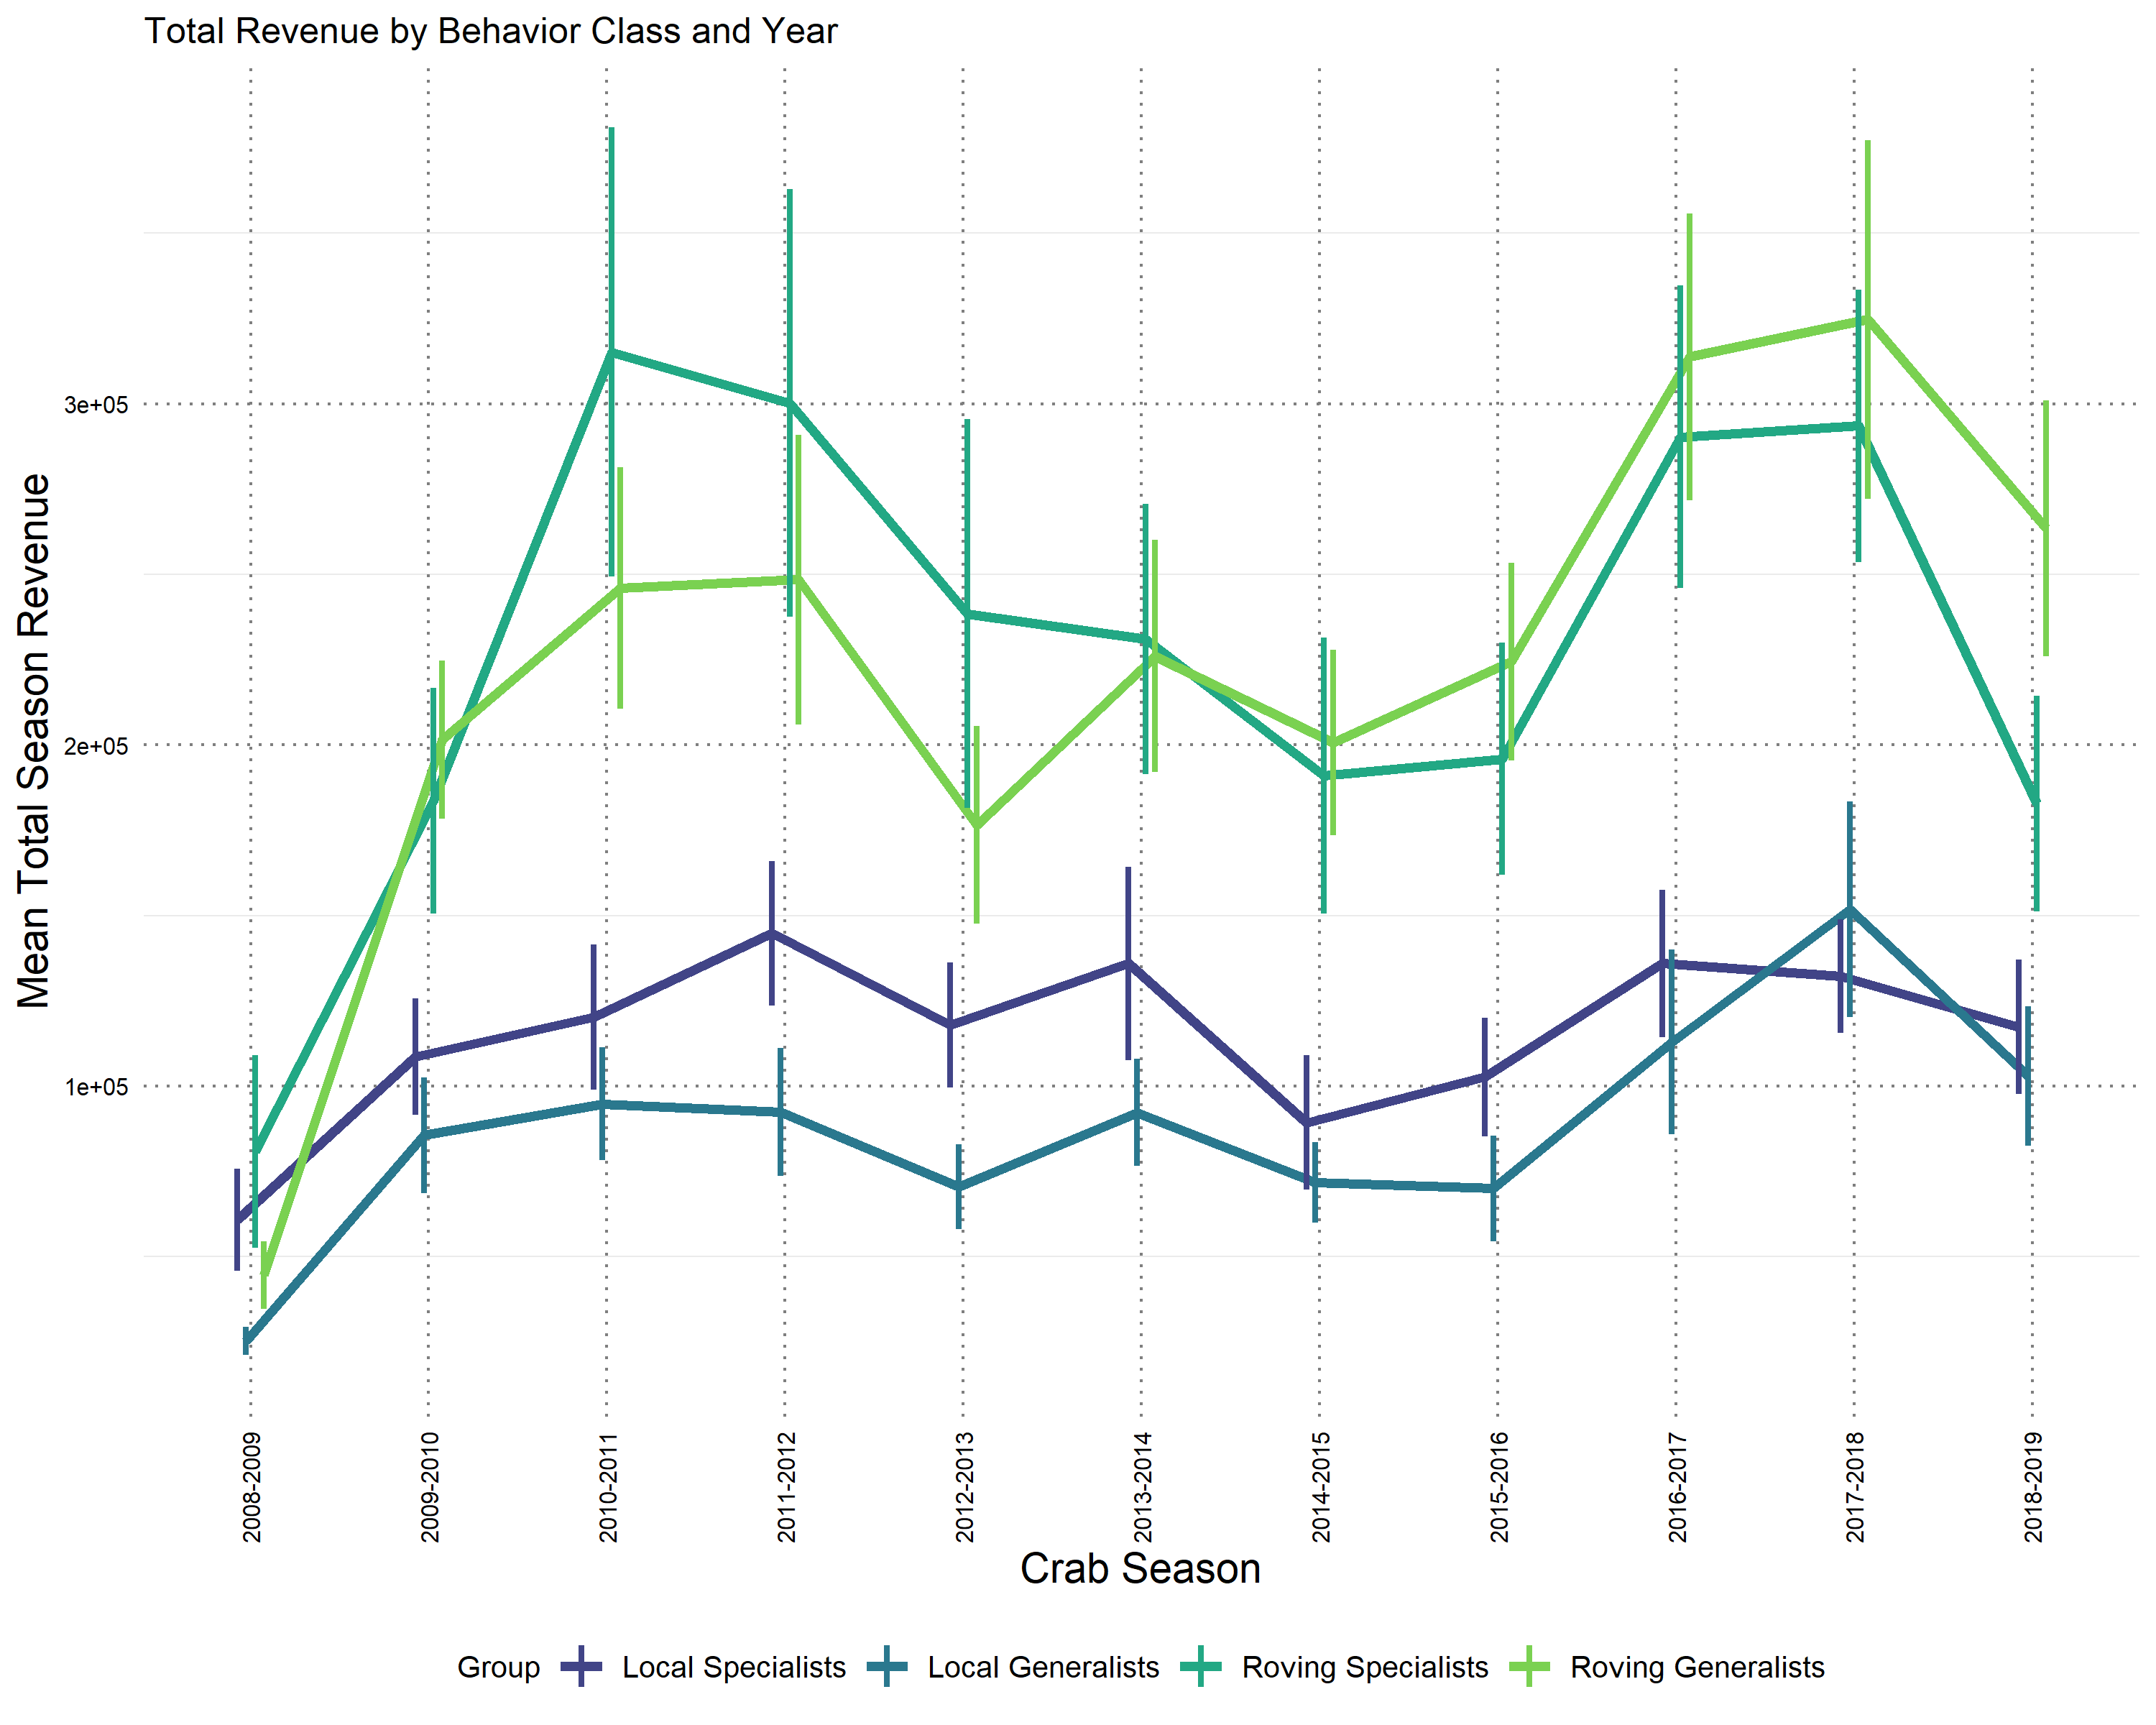 Total Revenue by Behavior Class and Year
Mean Total Season Revenue
3e+05
2e+05
1e+05
2008-2009
2009-2010
2010-2011
2011-2012
2012-2013
2013-2014
2014-2015
2015-2016
2016-2017
2017-2018
2018-2019
Crab Season
Group Local Specialists Local Generalists Roving Specialists Roving Generalists